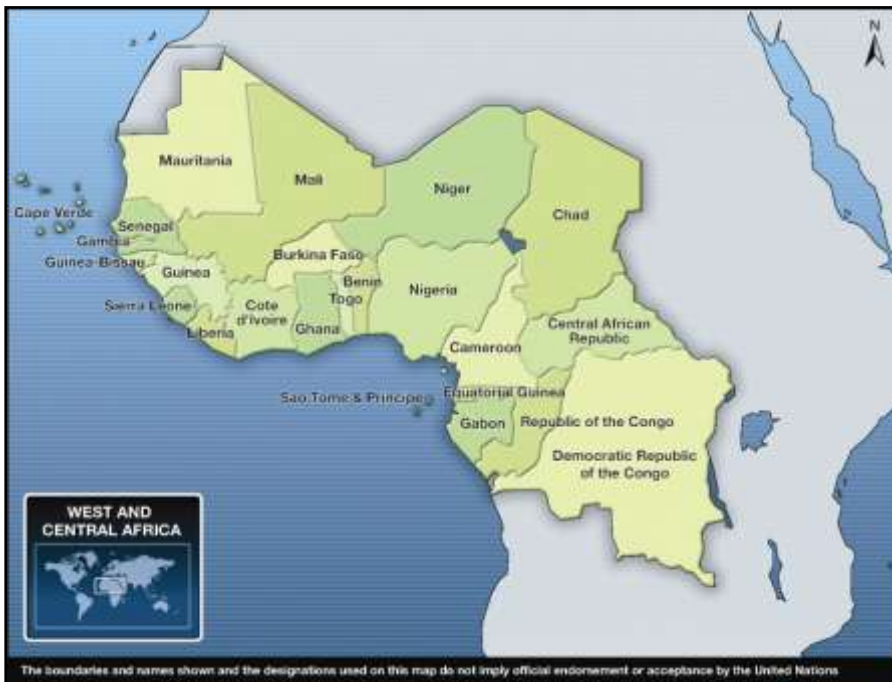 N
Mauritania
Mali
Niger
Chad
Cape Verde
Senegal
Gambia
Guinea-Bissau
Burkina Faso
Guinea
Benin
Nigeria
Togo
Sierra Leone
Cote
d'ivoire
Ghana
Liberia
Central African
Republic
Cameroon
Equatorial Guinea
Sao Tome & Principe
Gabon
Republic of the Congo
Democratic Republic
of the Congo
WEST AND
CENTRAL AFRICA
The boundaries and names shown and the designations used on this map do not imply official endorsement or acceptance by the United Nations